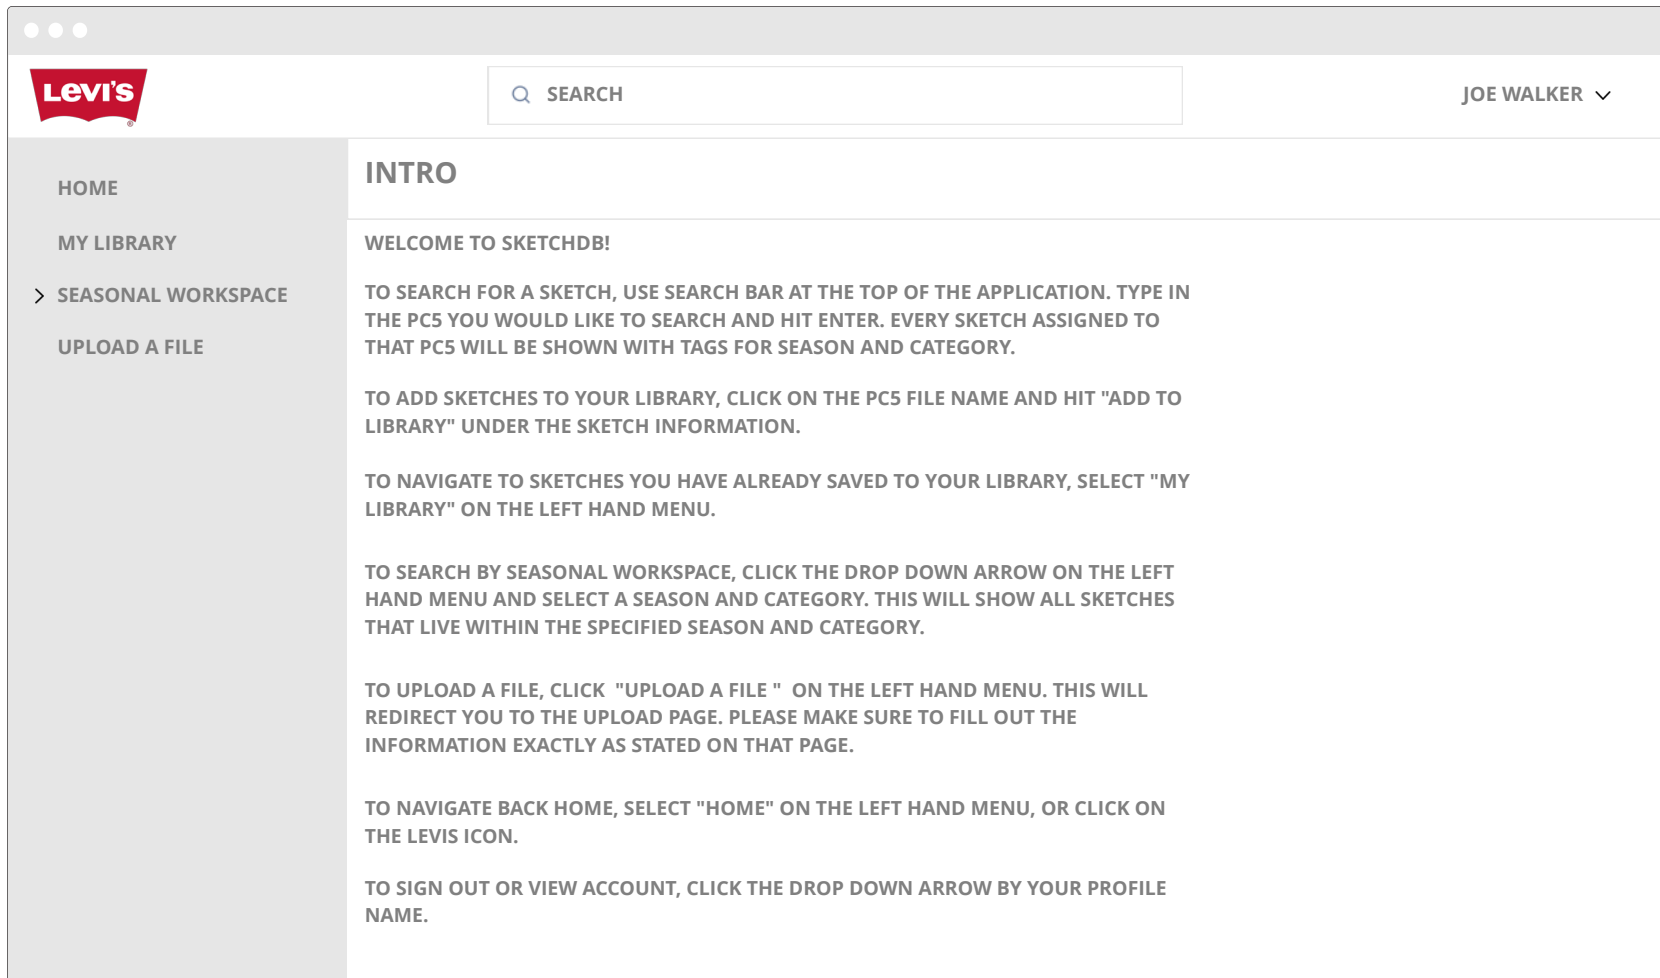 Levi's
®
SEARCH
JOE WALKER
HOME
MY LIBRARY
SEASONAL WORKSPACE
UPLOAD A FILE
INTRO
WELCOME TO SKETCHDB!
TO SEARCH FOR A SKETCH, USE SEARCH BAR AT THE TOP OF THE APPLICATION. TYPE IN
THE PC5 YOU WOULD LIKE TO SEARCH AND HIT ENTER. EVERY SKETCH ASSIGNED TO
THAT PC5 WILL BE SHOWN WITH TAGS FOR SEASON AND CATEGORY.
TO ADD SKETCHES TO YOUR LIBRARY, CLICK ON THE PC5 FILE NAME AND HIT "ADD TO
LIBRARY" UNDER THE SKETCH INFORMATION.
TO NAVIGATE TO SKETCHES YOU HAVE ALREADY SAVED TO YOUR LIBRARY, SELECT "MY
LIBRARY" ON THE LEFT HAND MENU.
TO SEARCH BY SEASONAL WORKSPACE, CLICK THE DROP DOWN ARROW ON THE LEFT
HAND MENU AND SELECT A SEASON AND CATEGORY. THIS WILL SHOW ALL SKETCHES
THAT LIVE WITHIN THE SPECIFIED SEASON AND CATEGORY.
TO UPLOAD A FILE, CLICK  "UPLOAD A FILE "  ON THE LEFT HAND MENU. THIS WILL
REDIRECT YOU TO THE UPLOAD PAGE. PLEASE MAKE SURE TO FILL OUT THE
INFORMATION EXACTLY AS STATED ON THAT PAGE.
TO NAVIGATE BACK HOME, SELECT "HOME" ON THE LEFT HAND MENU, OR CLICK ON
THE LEVIS ICON.
TO SIGN OUT OR VIEW ACCOUNT, CLICK THE DROP DOWN ARROW BY YOUR PROFILE
NAME.